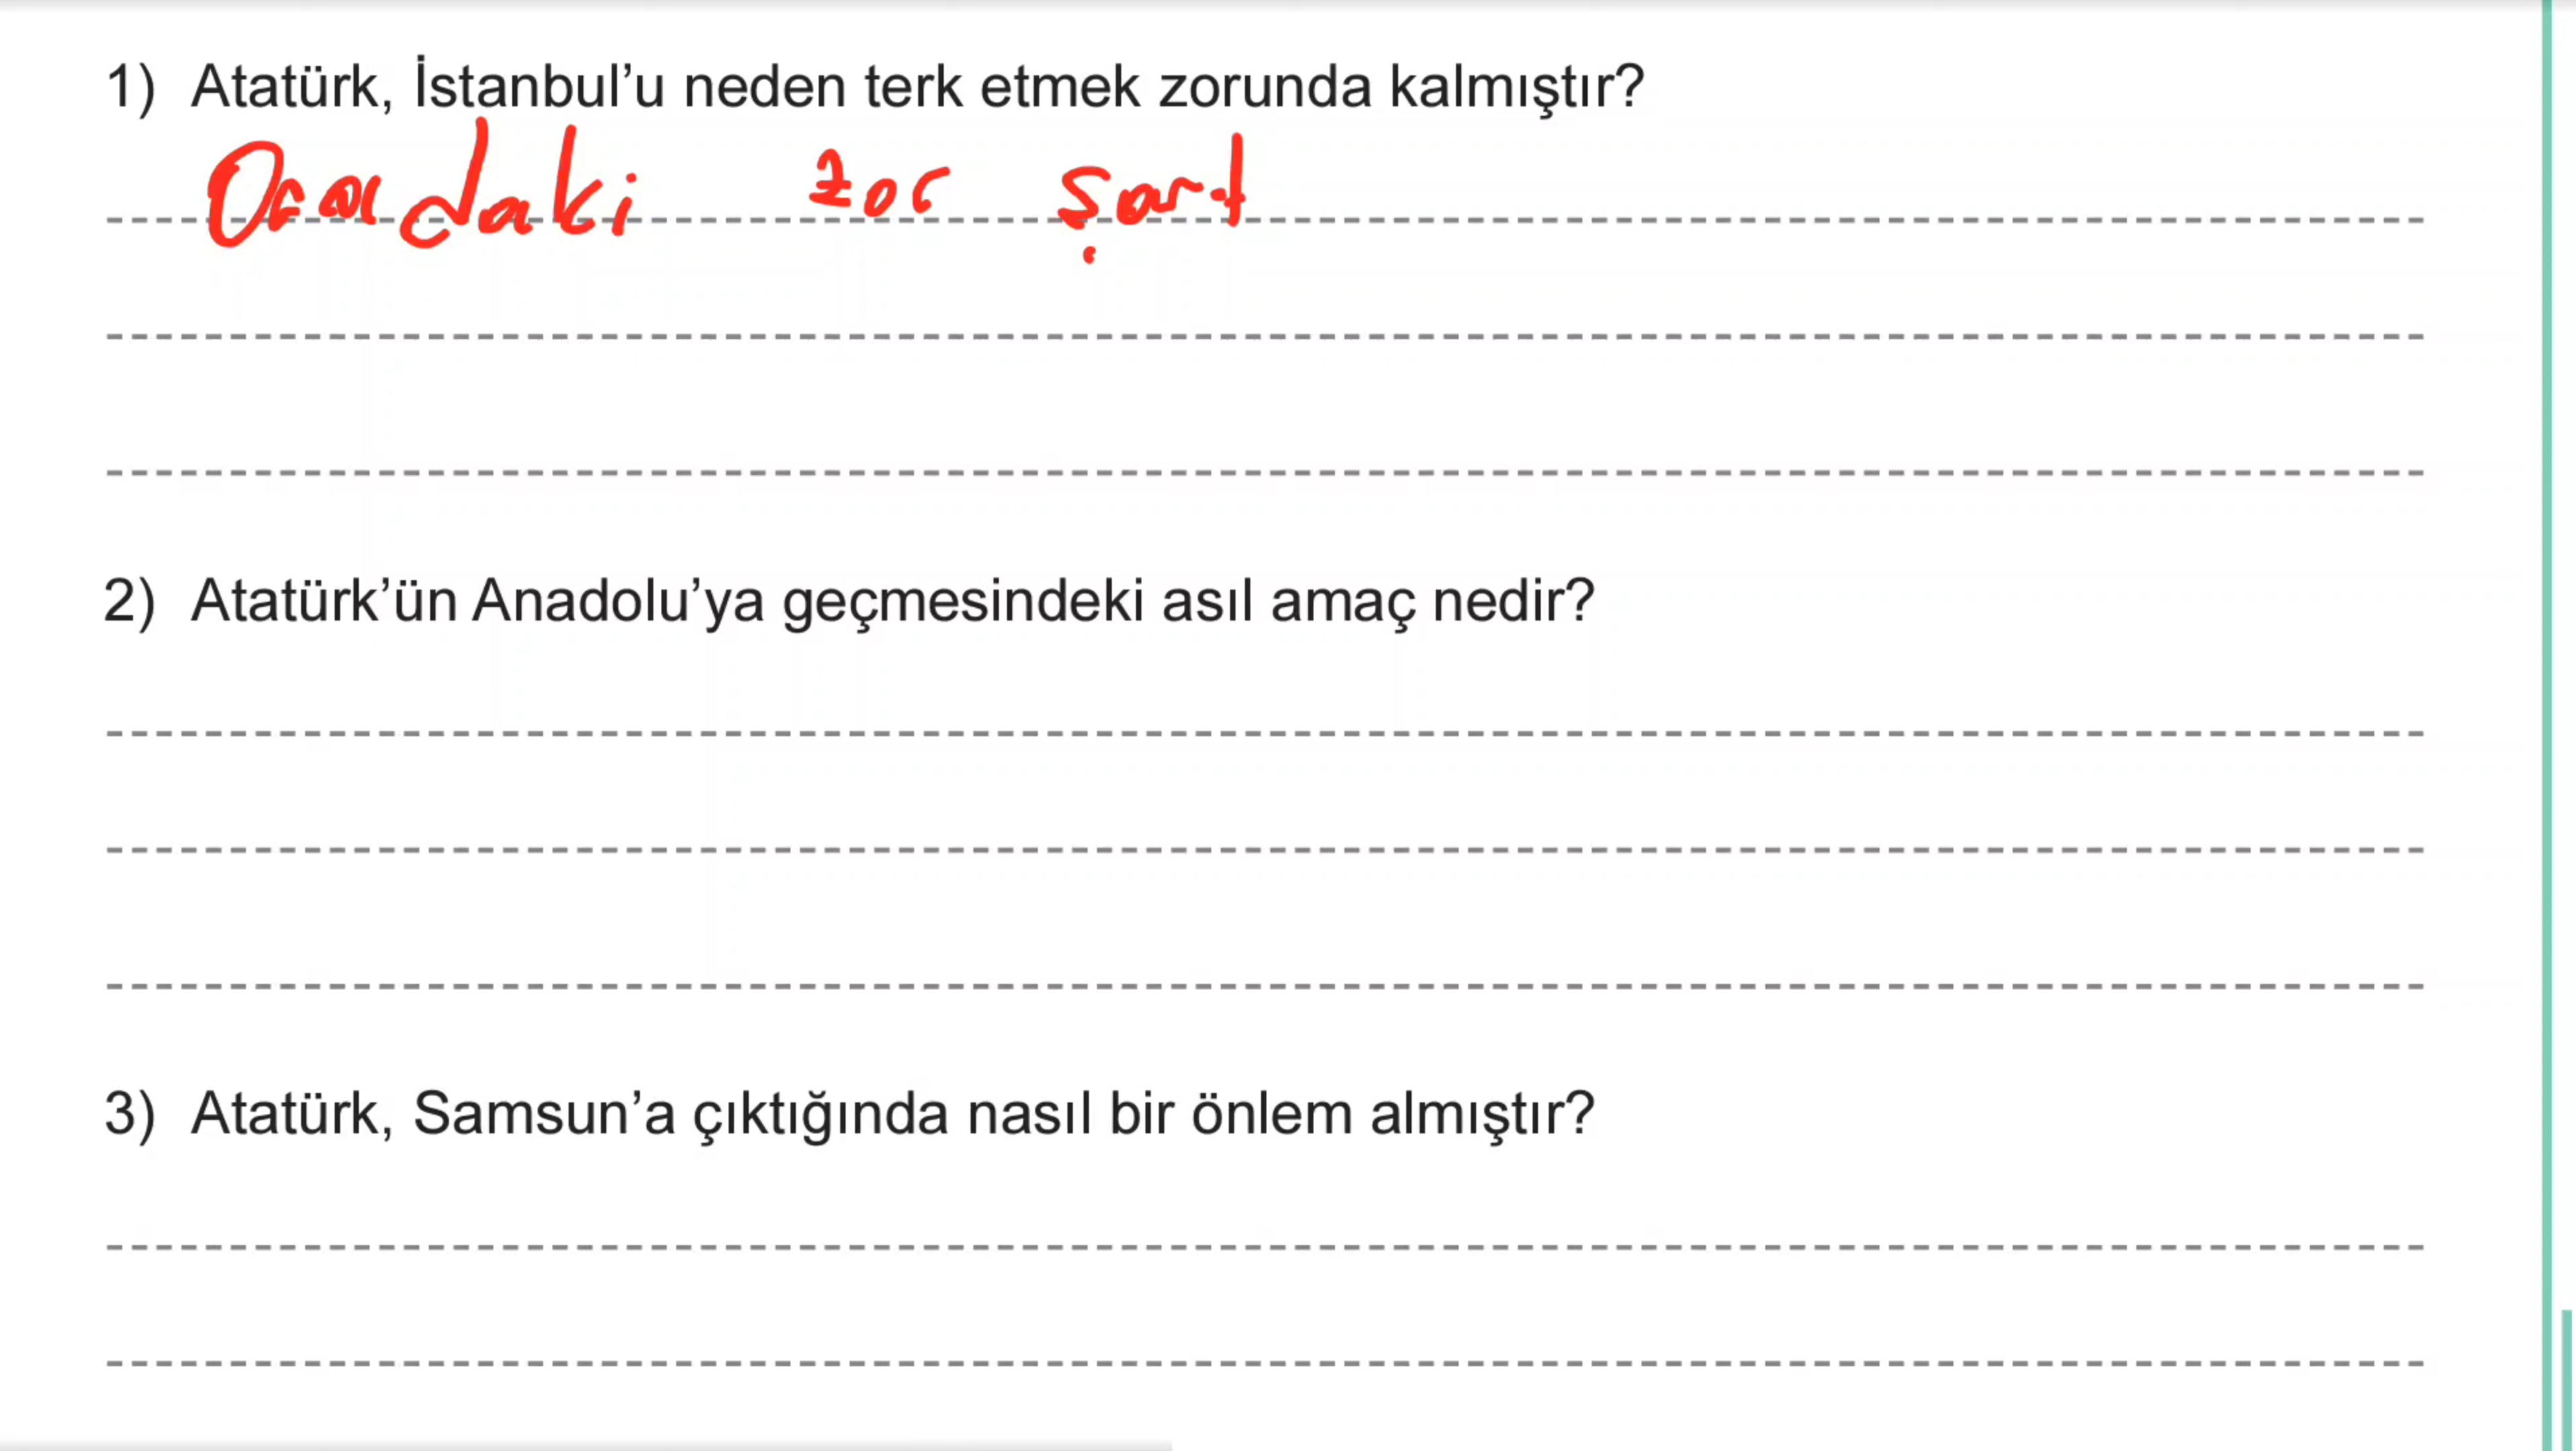 1) Atatürk, İstanbul’u neden terk etmek zorunda kalmıştır?
Oradaki zor şart
2) Atatürk’ün Anadolu’ya geçmesindeki asıl amaç nedir?
3) Atatürk, Samsun’a çıktığında nasıl bir önlem almıştır?